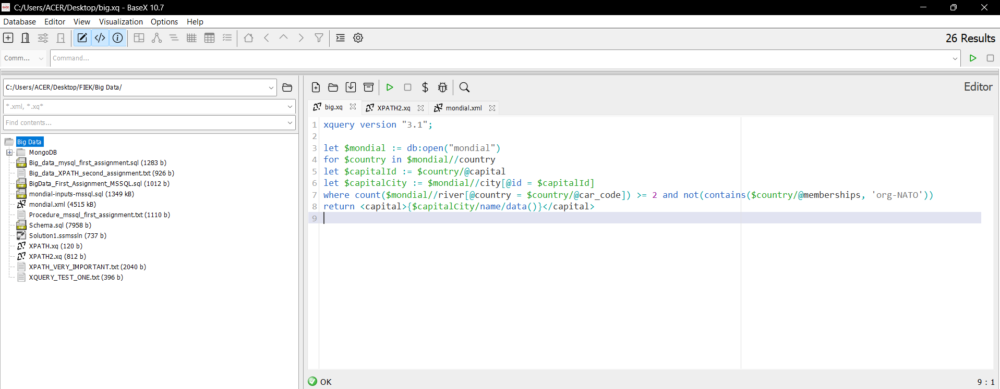 C:/Users/ACER/Desktop/big.xq - BaseX 10.7
Database Editor View Visualization Options Help
26 Results
Comm... Command...
C:/Users/ACER/Desktop/FIEK/Big Data/
*.xml, *.xq*
Find contents...
Big Data
MongoDB
Big_data_mysql_first_assignment.sql (1283 b)
Big_data_XPATH_second_assignment.txt (926 b)
BigData_First_Assignment_MSSQL.sql (1012 b)
mondial-inputs-mssql.sql (1349 kB)
mondial.xml (4515 kB)
Procedure_mssql_first_assignment.txt (1110 b)
Schema.sql (7958 b)
Solution1.ssmssln (737 b)
XPATH.xq (120 b)
XPATH2.xq (812 b)
XPATH_VERY_IMPORTANT.txt (2040 b)
XQUERY_TEST_ONE.txt (396 b)
Editor
big.xq XPATH2.xq mondial.xml
1 xquery version "3.1";
2
3 let $mondial := db:open("mondial")
4 for $country in $mondial//country
5 let $capitalId := $country/@capital
6 let $capitalCity := $mondial//city[@id = $capitalId]
7 where count($mondial//river[@country = $country/@car_code]) >= 2 and not(contains($country/@memberships, 'org-NATO'))
8 return <capital>{$capitalCity/name/data()}</capital>
9
OK
9 : 1